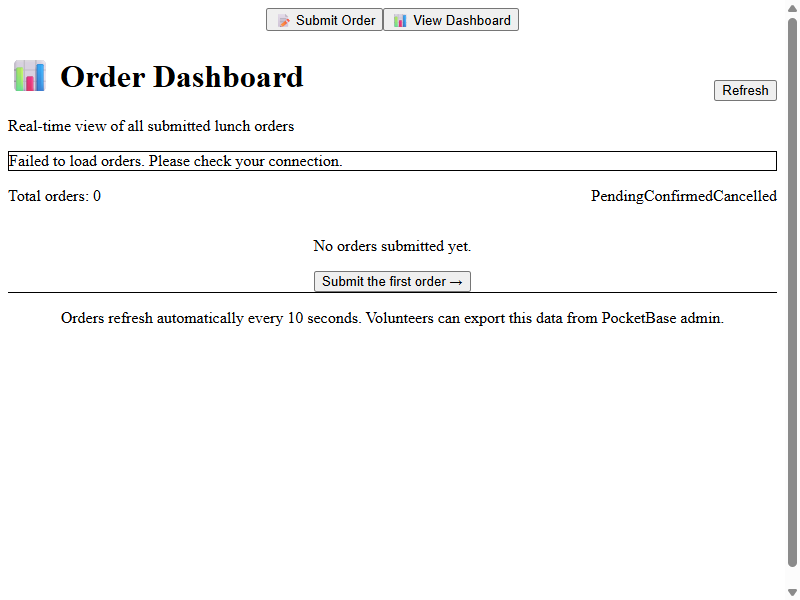 Submit Order View Dashboard
Order Dashboard
Refresh
Real-time view of all submitted lunch orders
Failed to load orders. Please check your connection.
Total orders: 0 PendingConfirmedCancelled
No orders submitted yet.
Submit the first order →
Orders refresh automatically every 10 seconds. Volunteers can export this data from PocketBase admin.